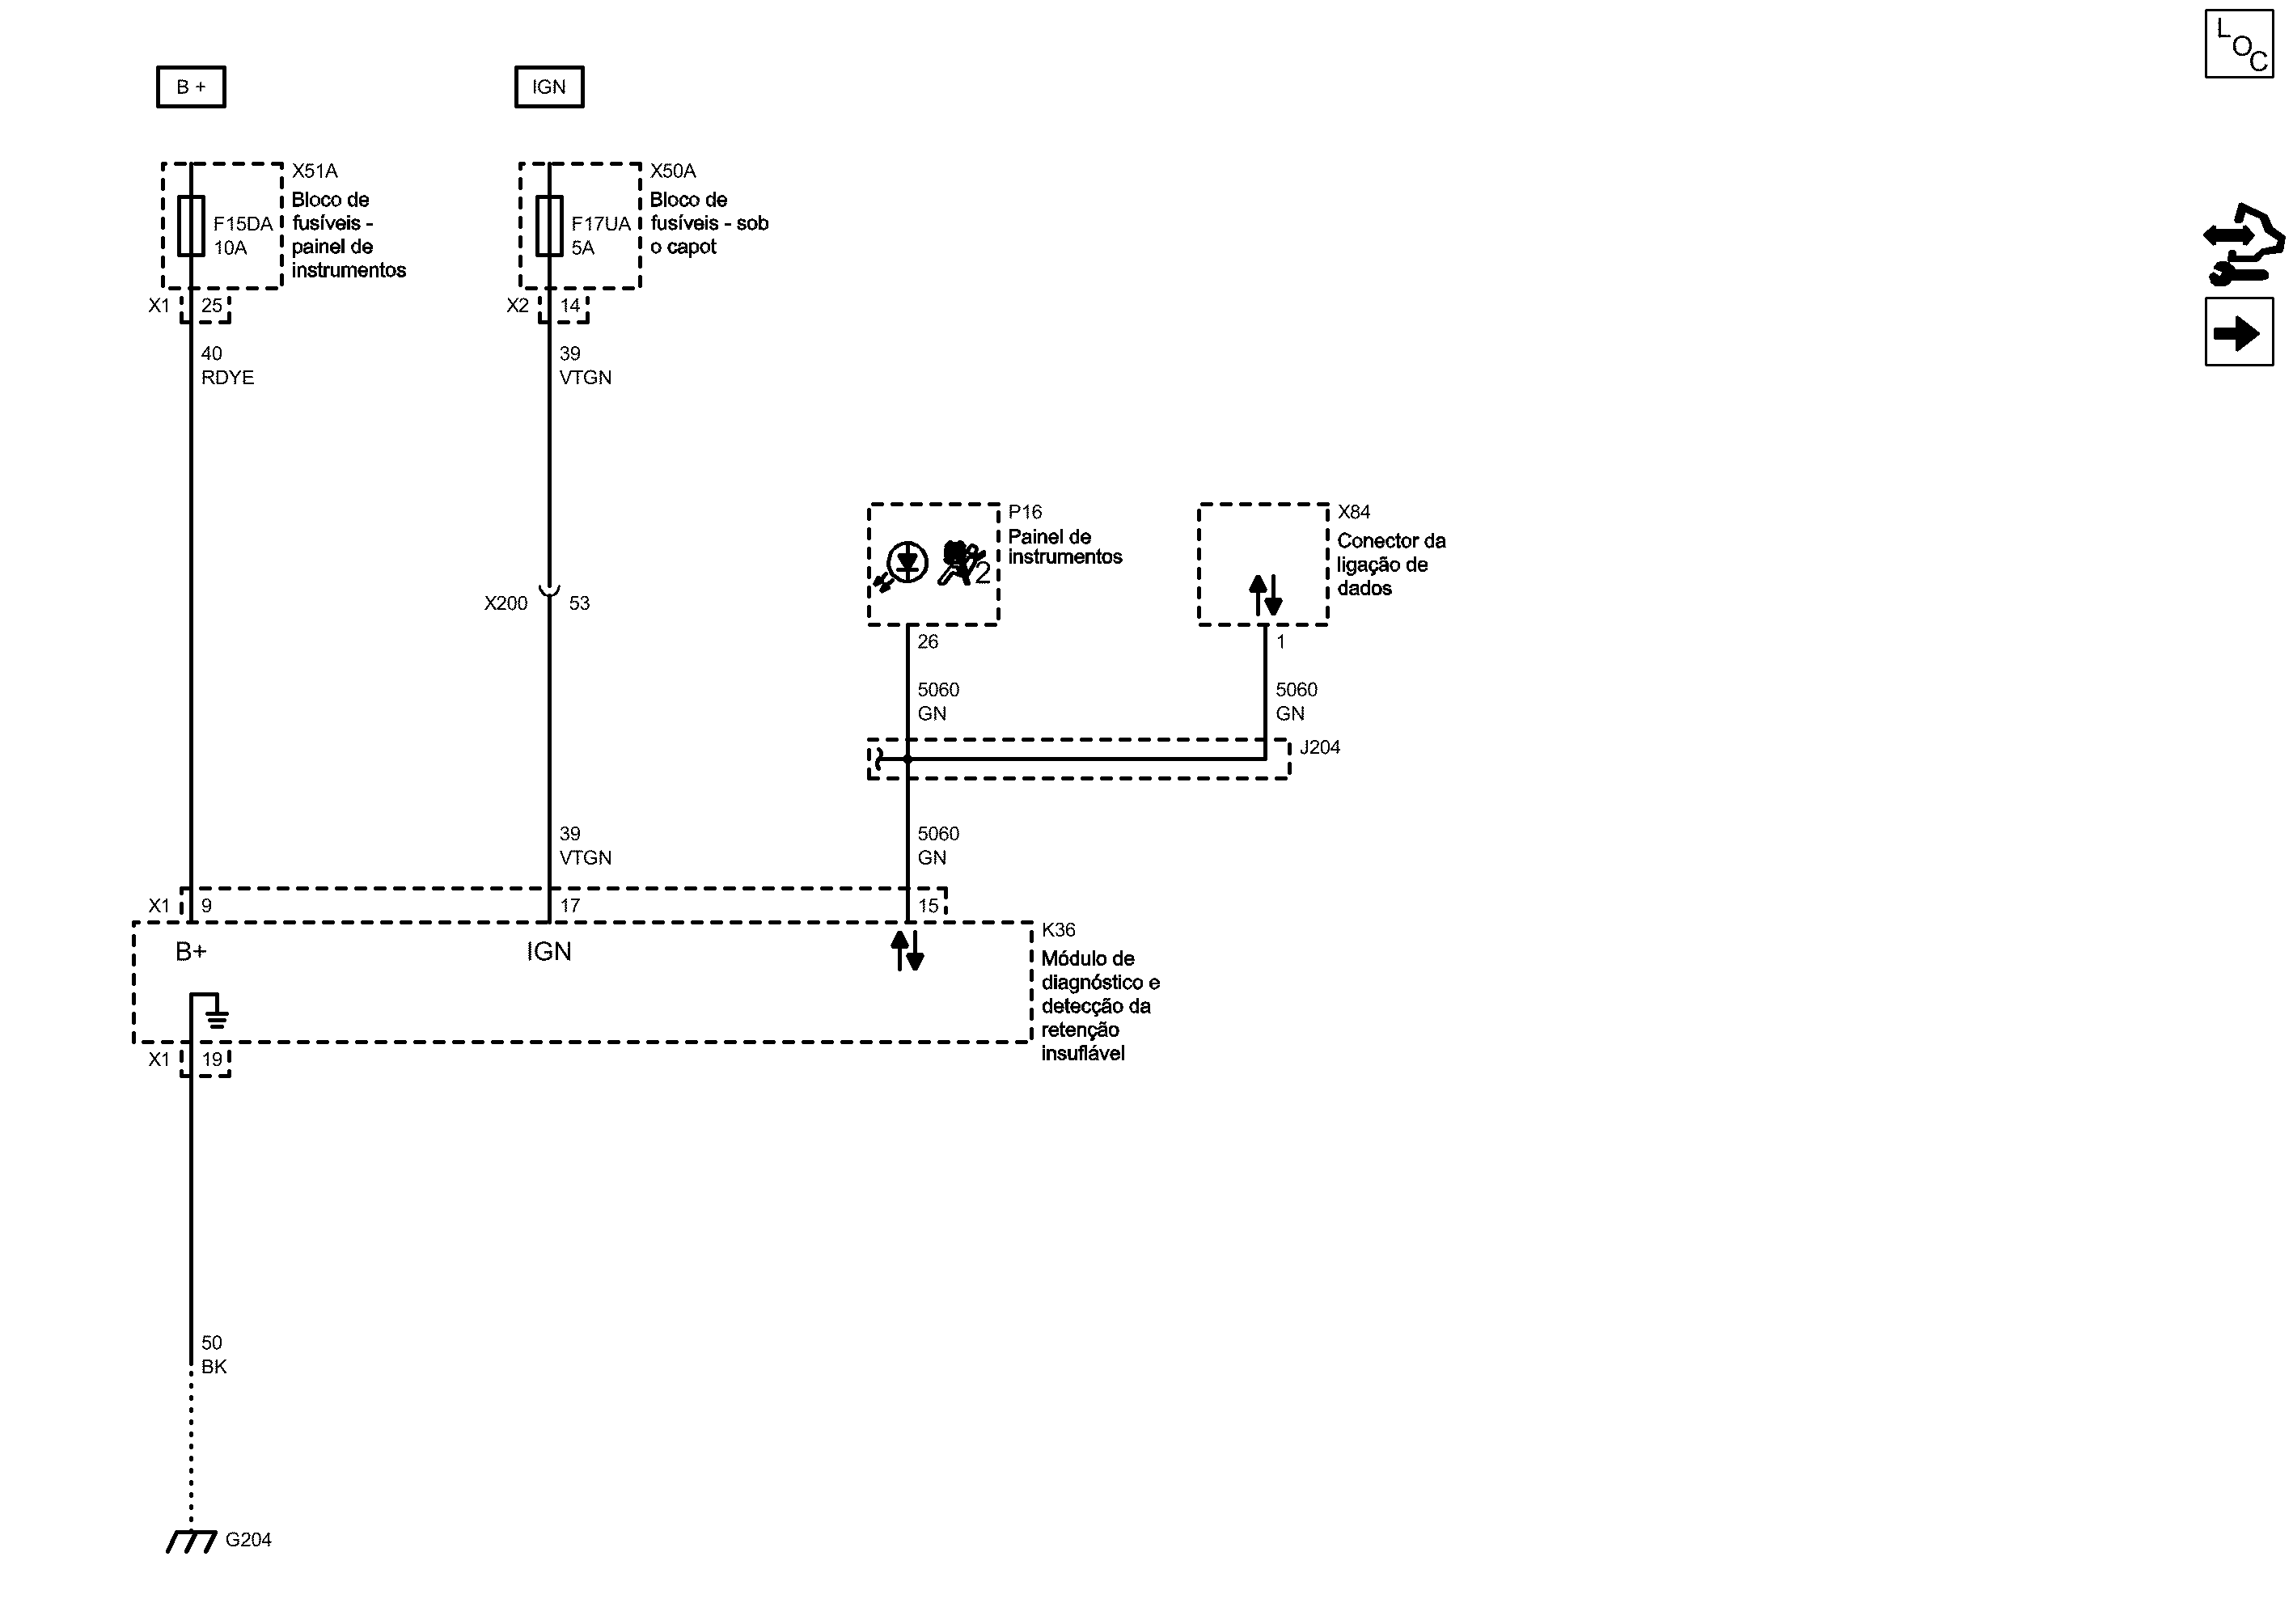 LOC
B +
IGN
X51A
Bloco de
fusíveis -
painel de
instrumentos
F15DA
10A
X50A
Bloco de
fusíveis - sob
o capot
F17UA
5A
X1 25
X2 14
40
RDYE
39
VTGN
X200 53
P16
Painel de
instrumentos
2
X84
Conector da
ligação de
dados
26
1
5060
GN
5060
GN
J204
39
VTGN
5060
GN
X1 9 17 15
B+
IGN
K36
Módulo de
diagnóstico e
detecção da
retenção
insuflável
X1 19
50
BK
G204